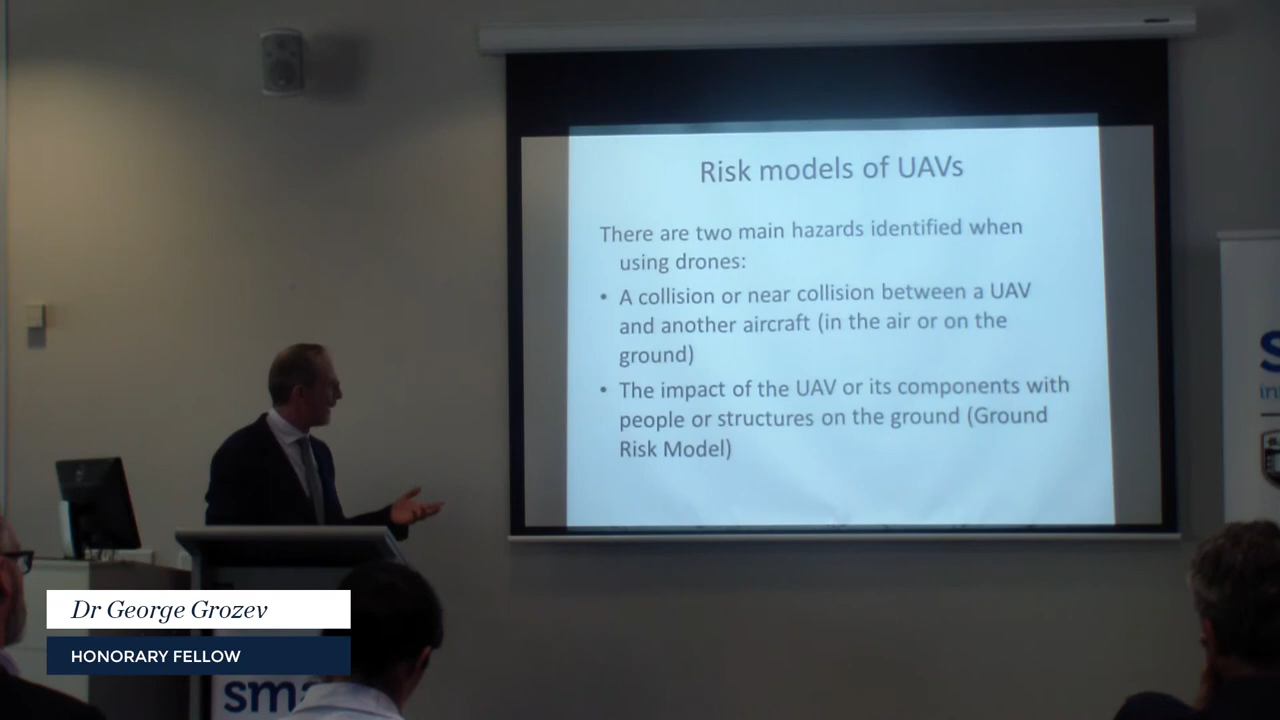 Risk models of UAVs
There are two main hazards identified when
using drones:
• A collision or near collision between a UAV
and another aircraft (in the air or on the
ground)
• The impact of the UAV or its components with
people or structures on the ground (Ground
Risk Model)
Dr George Grozev
HONORARY FELLOW